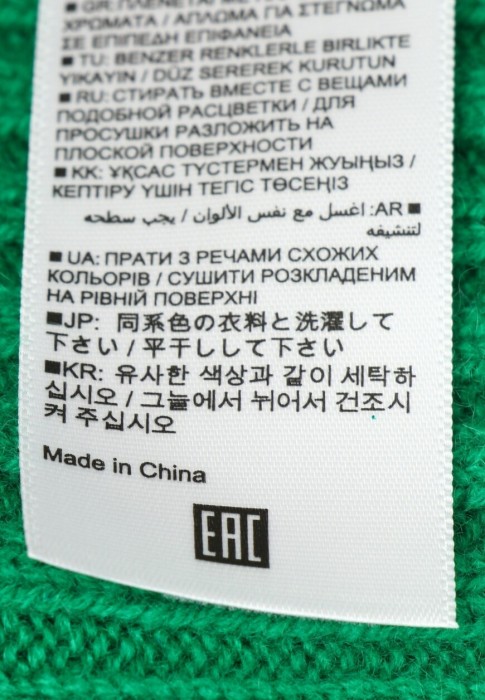 ■ GR: ΠΛΕΝΕΤΑΙ ΜΕ
ΧΡΩΜΑΤΑ / ΑΠΛΩΜΑ ΓΙΑ ΣΤΕΓΝΩΜΑ
ΣΕ ΕΠΙΠΕΔΗ ΕΠΙΦΑΝΕΙΑ
■ TU: BENZER RENKLERLE BIRLIKTE
YIKAYIN / DÜZ SEREREK KURUTUN
■ RU: СТИРАТЬ ВМЕСТЕ С ВЕЩАМИ
ПОДОБНОЙ РАСЦВЕТКИ / ДЛЯ
ПРОСУШКИ РАЗЛОЖИТЬ НА
ПЛОСКОЙ ПОВЕРХНОСТИ
■ KK: ҰҚСАС ТҮСТЕРМЕН ЖУЫҢЫЗ /
КЕПТІРУ ҮШІН ТЕГІС ТӨСЕҢІЗ
■ AR: اغسل مع نفس الألوان / يجب سطحه
لتنشيفه
■ UA: ПРАТИ З РЕЧАМИ СХОЖИХ
КОЛЬОРІВ / СУШИТИ РОЗКЛАДЕНИМ
НА РІВНІЙ ПОВЕРХНІ
■JP: 同系色の衣料と洗濯して
下さい / 平干しして下さい
■KR: 유사한 색상과 같이 세탁하
십시오 / 그늘에서 뉘어서 건조시
켜 주십시오
Made in China
EAC